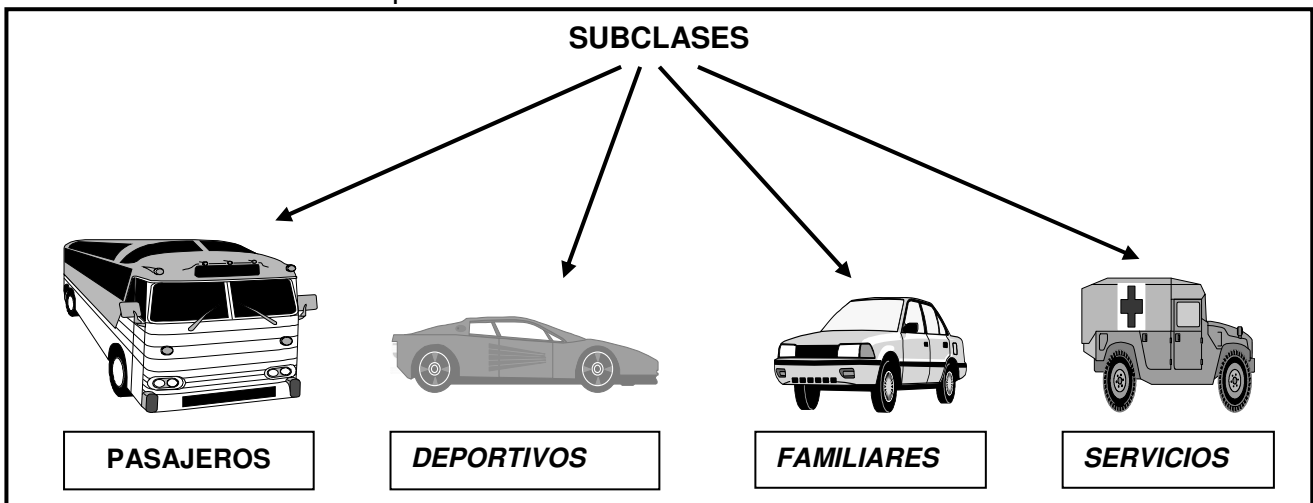 SUBCLASES
PASAJEROS
DEPORTIVOS
FAMILIARES
SERVICIOS